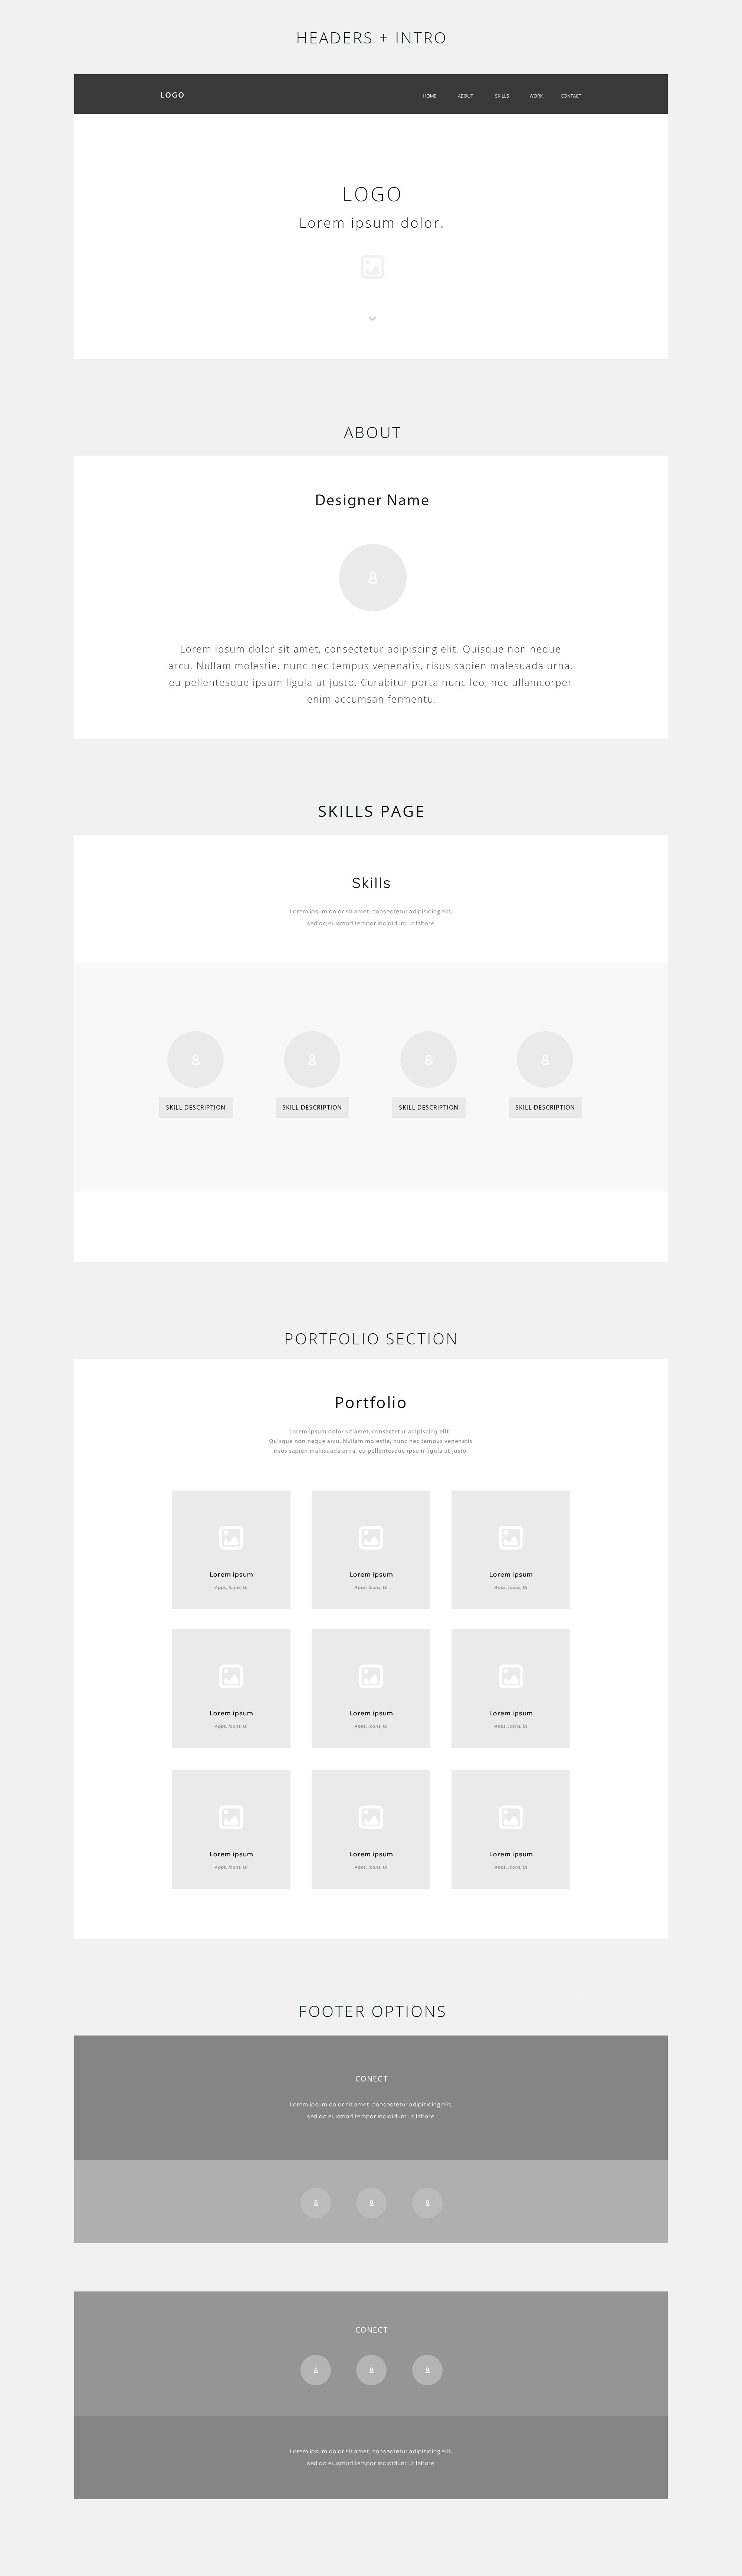 HEADERS + INTRO
LOGO
HOME ABOUT SKILLS WORK CONTACT
LOGO
Lorem ipsum dolor.
ABOUT
Designer Name
Lorem ipsum dolor sit amet, consectetur adipiscing elit. Quisque non neque
arcu. Nullam molestie, nunc nec tempus venenatis, risus sapien malesuada urna,
eu pellentesque ipsum ligula ut justo. Curabitur porta nunc leo, nec ullamcorper
enim accumsan fermentu.
SKILLS PAGE
Skills
Lorem ipsum dolor sit amet, consectetur adipisicing elit,
sed do eiusmod tempor incididunt ut labore.
SKILL DESCRIPTION SKILL DESCRIPTION SKILL DESCRIPTION SKILL DESCRIPTION
PORTFOLIO SECTION
Portfolio
Lorem ipsum dolor sit amet, consectetur adipiscing elit.
Quisque non neque arcu. Nullam molestie, nunc nec tempus venenatis
risus sapien malesuada urna, eu pellentesque ipsum ligula ut justo.
Lorem ipsum Lorem ipsum Lorem ipsum
Apps, Icons, UI Apps, Icons, UI Apps, Icons, UI
Lorem ipsum Lorem ipsum Lorem ipsum
Apps, Icons, UI Apps, Icons, UI Apps, Icons, UI
Lorem ipsum Lorem ipsum Lorem ipsum
Apps, Icons, UI Apps, Icons, UI Apps, Icons, UI
FOOTER OPTIONS
CONECT
Lorem ipsum dolor sit amet, consectetur adipisicing elit,
sed do eiusmod tempor incididunt ut labore.
CONECT
Lorem ipsum dolor sit amet, consectetur adipisicing elit,
sed do eiusmod tempor incididunt ut labore.